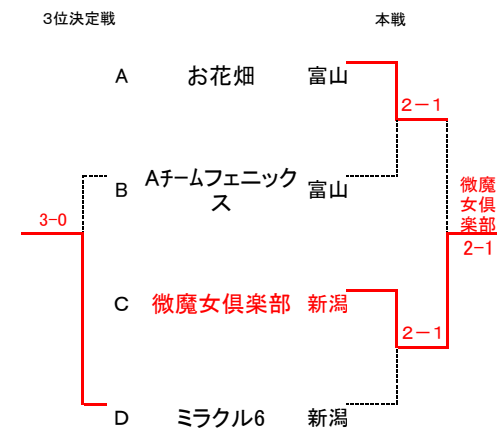 3位決定戦 本戦
A お花畑 富山
2－1
B Aチームフェニック
ス 富山
微魔
女倶
楽部
3-0
2-1
C 微魔女倶楽部 新潟
2－1
D ミラクル6 新潟